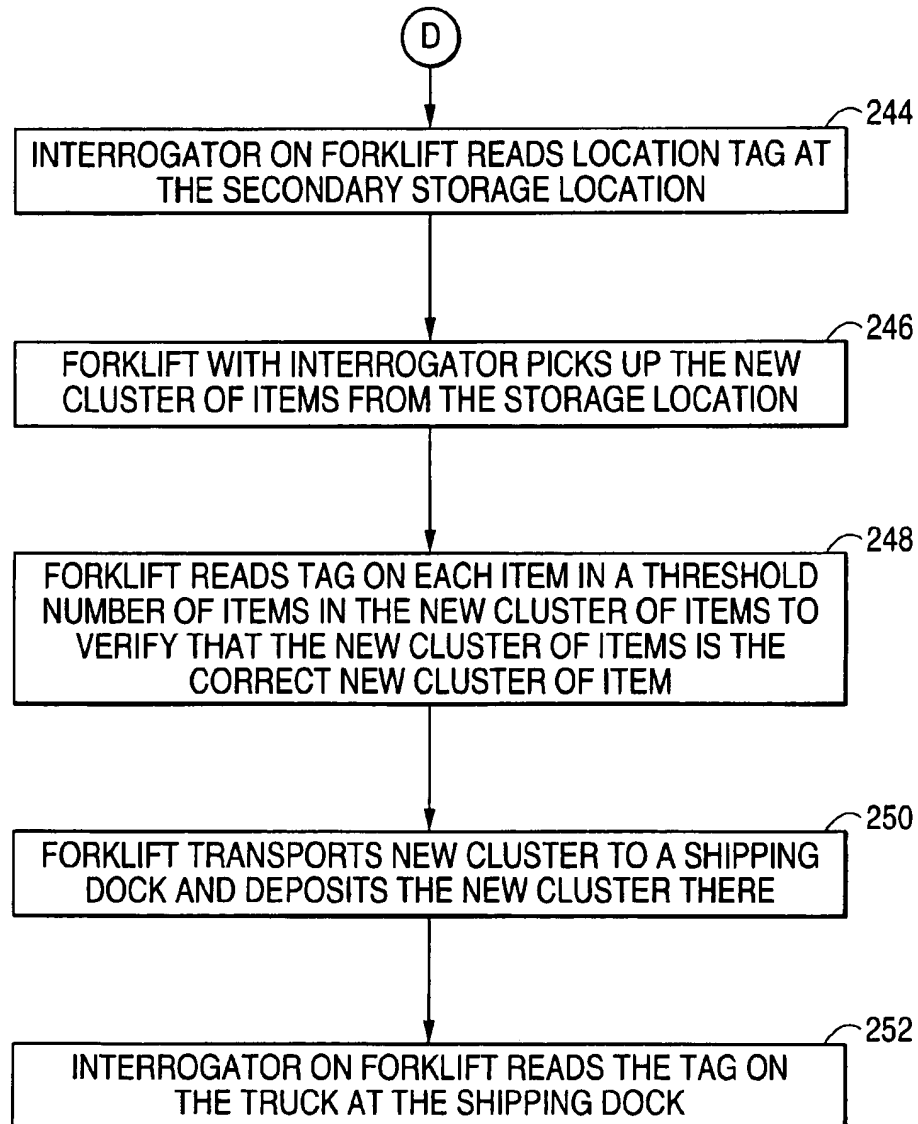 D
244
INTERROGATOR ON FORKLIFT READS LOCATION TAG AT
THE SECONDARY STORAGE LOCATION
246
FORKLIFT WITH INTERROGATOR PICKS UP THE NEW
CLUSTER OF ITEMS FROM THE STORAGE LOCATION
248
FORKLIFT READS TAG ON EACH ITEM IN A THRESHOLD
NUMBER OF ITEMS IN THE NEW CLUSTER OF ITEMS TO
VERIFY THAT THE NEW CLUSTER OF ITEMS IS THE
CORRECT NEW CLUSTER OF ITEM
250
FORKLIFT TRANSPORTS NEW CLUSTER TO A SHIPPING
DOCK AND DEPOSITS THE NEW CLUSTER THERE
252
INTERROGATOR ON FORKLIFT READS THE TAG ON
THE TRUCK AT THE SHIPPING DOCK